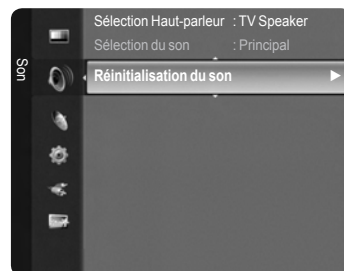 Son
Sélection Haut-parleur : TV Speaker
Sélection du son : Principal
Réinitialisation du son